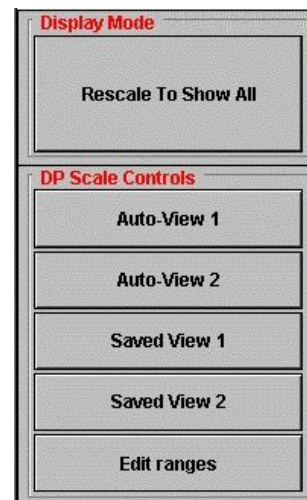 Display Mode
Rescale To Show All
DP Scale Controls
Auto-View 1
Auto-View 2
Saved View 1
Saved View 2
Edit ranges